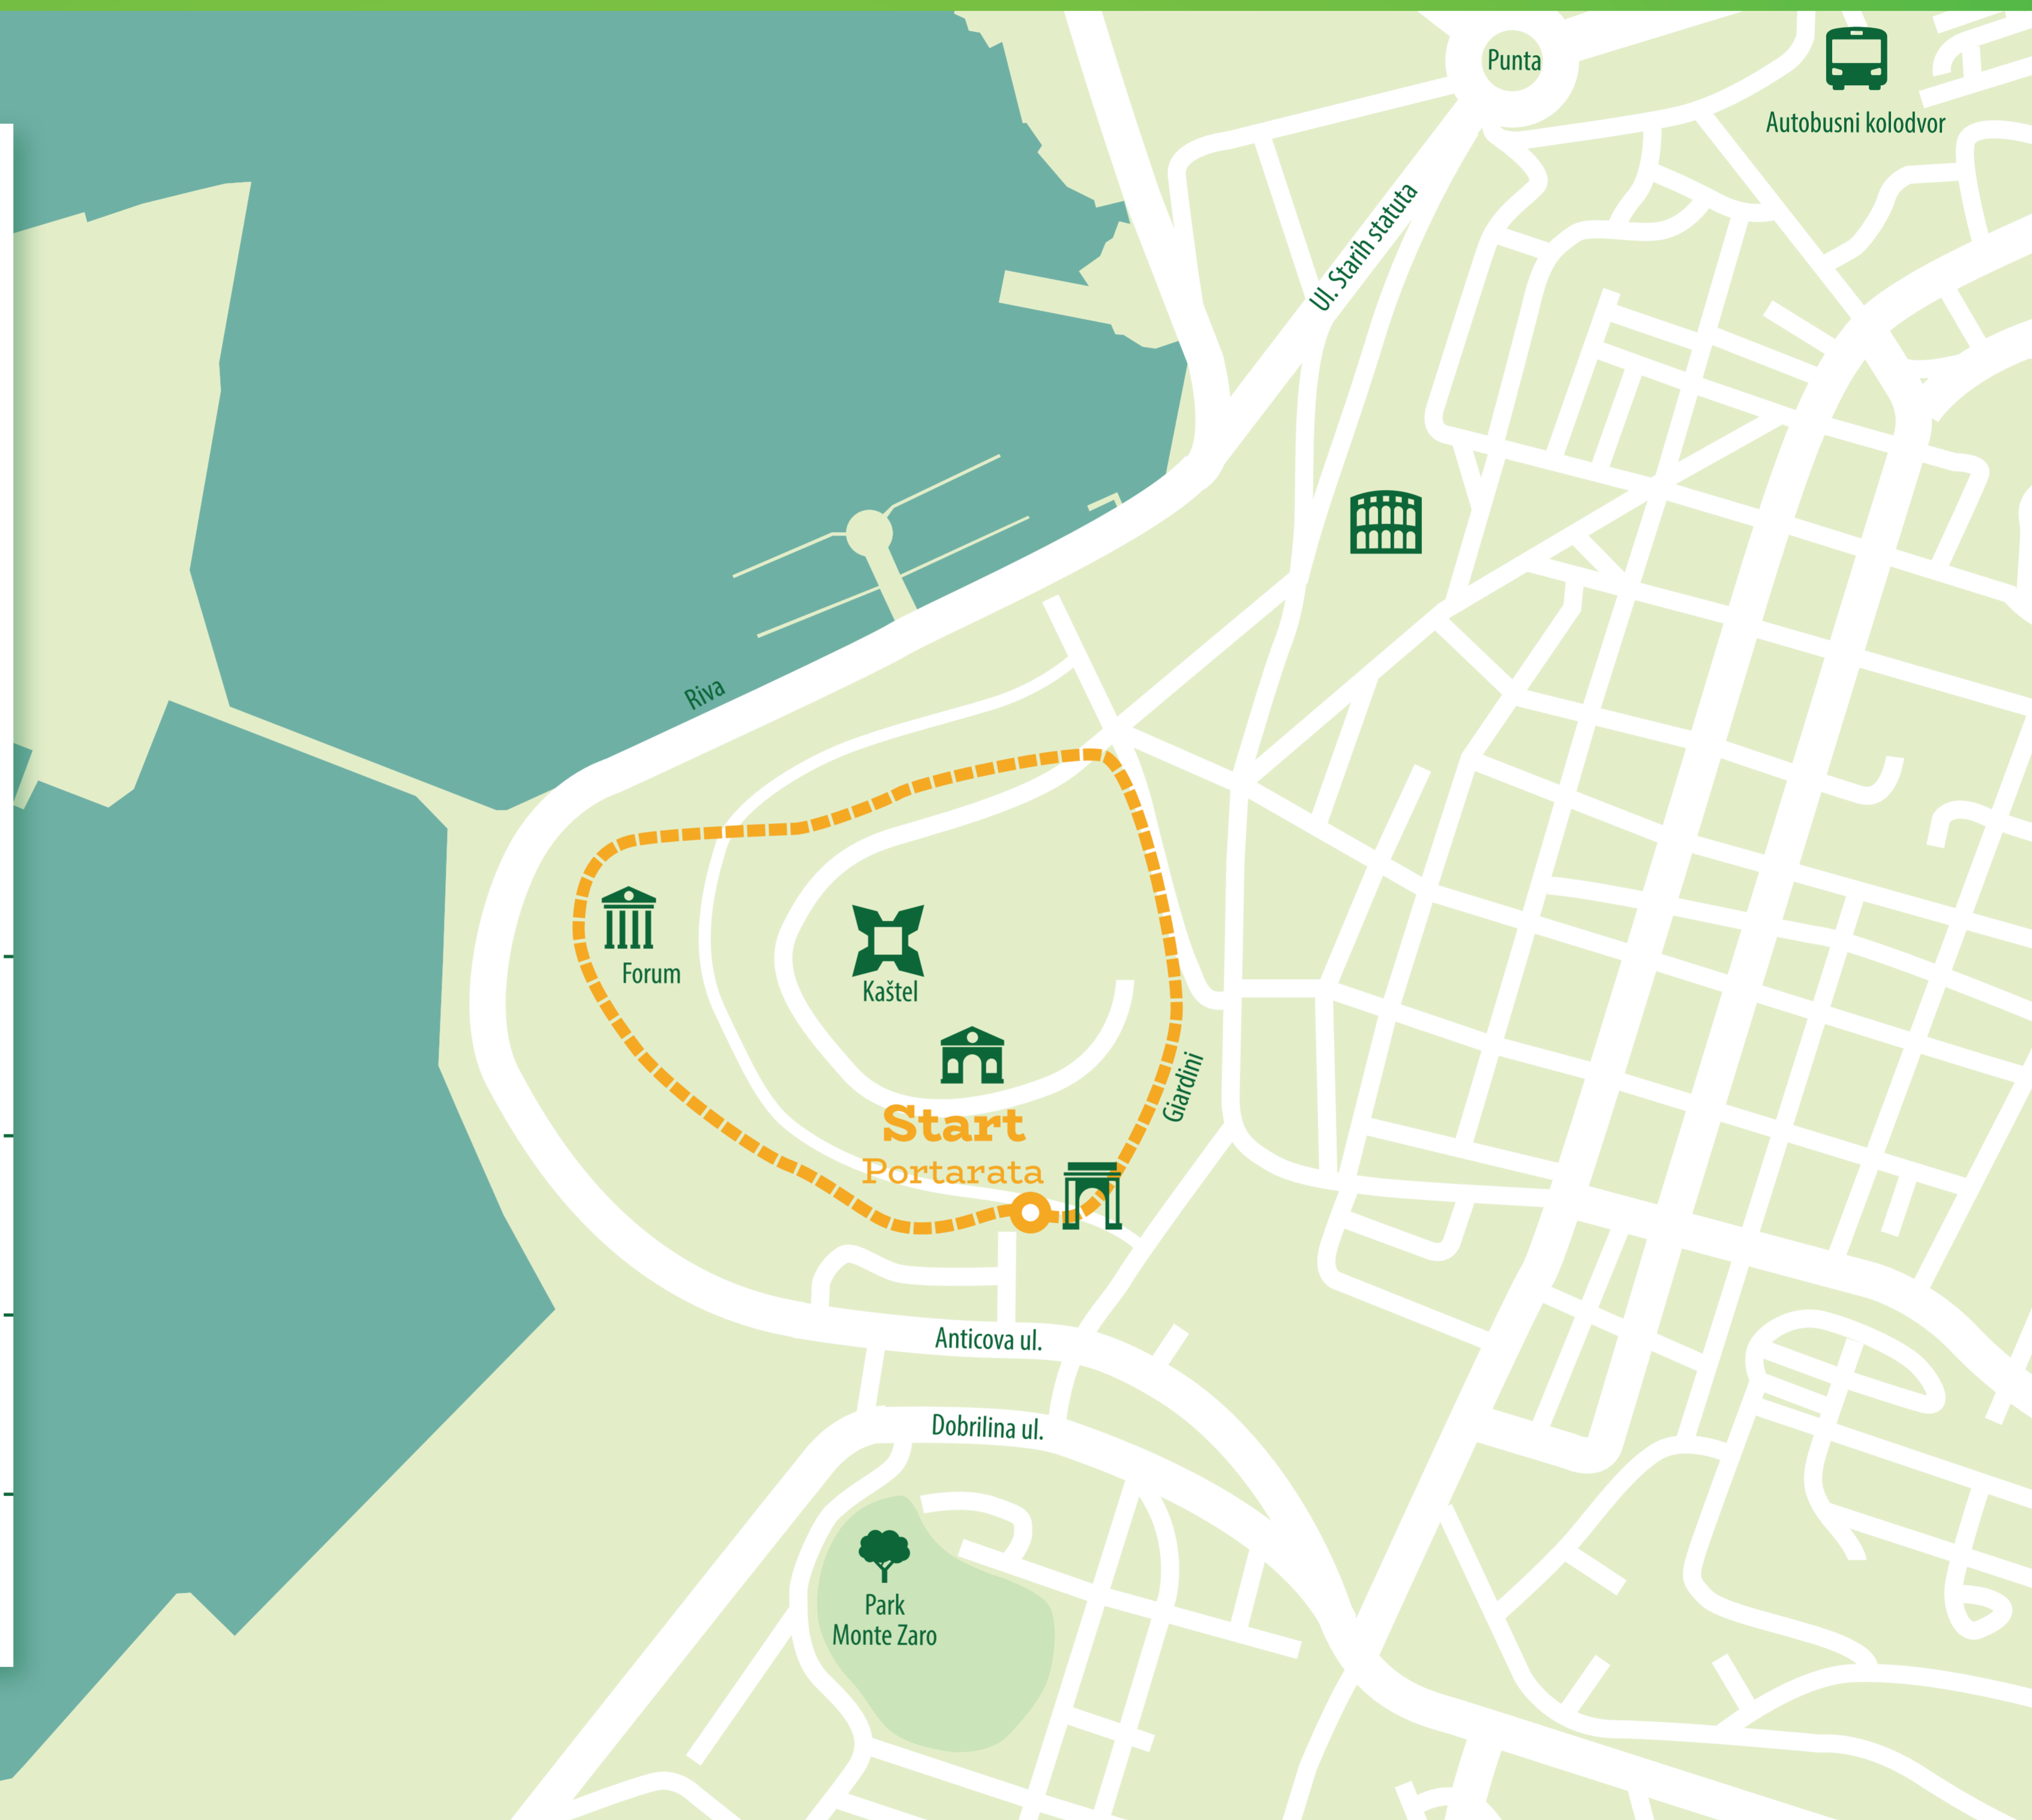 Punta
Autobusni kolodvor
Ul. Starih statuta
Riva
Forum
Kaštel
Giardini
Start
Portarata
Anticova ul.
Dobrilina ul.
Park
Monte Zaro